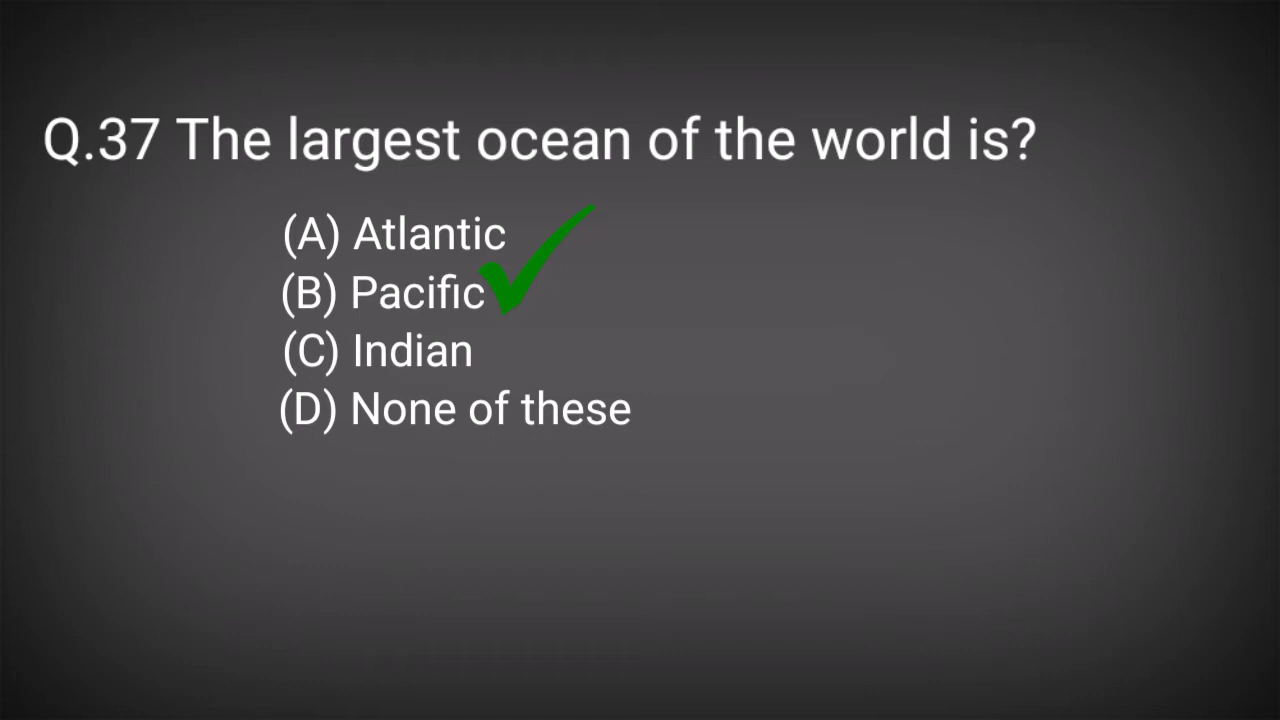 Q.37 The largest ocean of the world is?
(A) Atlantic
(B) Pacific
(C) Indian
(D) None of these